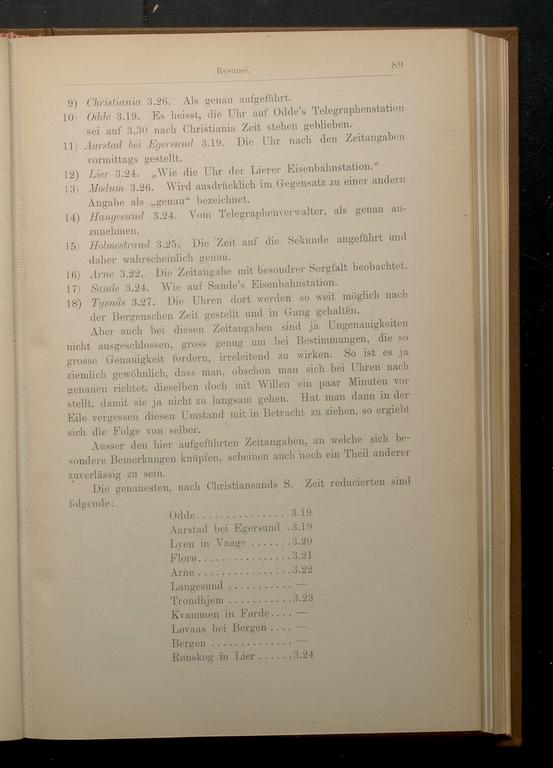 Resumé.
89
9) Christiania 3.26. Als genau aufgeführt.
10) Odde 3.19. Es heisst, die Uhr auf Odde's Telegraphenstation
sei auf 3.30 nach Christiania Zeit stehen geblieben.
11) Aarstad bei Egersund 3.19. Die Uhr nach den Zeitangaben
vormittags gestellt.
12) Lier 3.24. „Wie die Uhr der Lierer Eisenbahnstation."
13) Modum 3.26. Wird ausdrücklich im Gegensatz zu einer andern
Angabe als „genau" bezeichnet.
14) Haugesund 3.24. Vom Telegraphenverwalter, als genau an-
zunehmen.
15) Holmestrand 3.25. Die Zeit auf die Sekunde angeführt und
daher wahrscheinlich genau.
16) Arne 3.22. Die Zeitangabe mit besondrer Sorgfalt beobachtet.
17) Sande 3.24. Wie auf Sande's Eisenbahnstation.
18) Tysnäs 3.27. Die Uhren dort werden so weit möglich nach
der Bergenschen Zeit gestellt und in Gang gehalten.
Aber auch bei diesen Zeitangaben sind ja Ungenauigkeiten
nicht ausgeschlossen, gross genug um bei Bestimmungen, die so
grosse Genauigkeit fordern, irreleitend zu wirken. So ist es ja
ziemlich gewöhnlich, dass man, obschon man sich bei Uhren nach
genauen richtet, dieselben doch mit Willen ein paar Minuten vor
stellt, damit sie ja nicht zu langsam gehen. Hat man dann in der
Eile vergessen diesen Umstand mit in Betracht zu ziehen, so ergiebt
sich die Folge von selber.
Ausser den hier aufgeführten Zeitangaben, an welche sich be-
sondere Bemerkungen knüpfen, scheinen auch noch ein Theil anderer
zuverlässig zu sein.
Die genauesten, nach Christiansands S. Zeit reducierten sind
folgende:
Odde............... 3.19
Aarstad bei Egersund .3.19
Lyen in Vaage .......3.20
Florø................3.21
Arne ................3.22
Langesund ........... —
Trondhjem ...........3.23
Kvammen in Førde.... —
Løvaas bei Bergen .... —
Bergen .............. —
Rønskog in Lier ......3.24